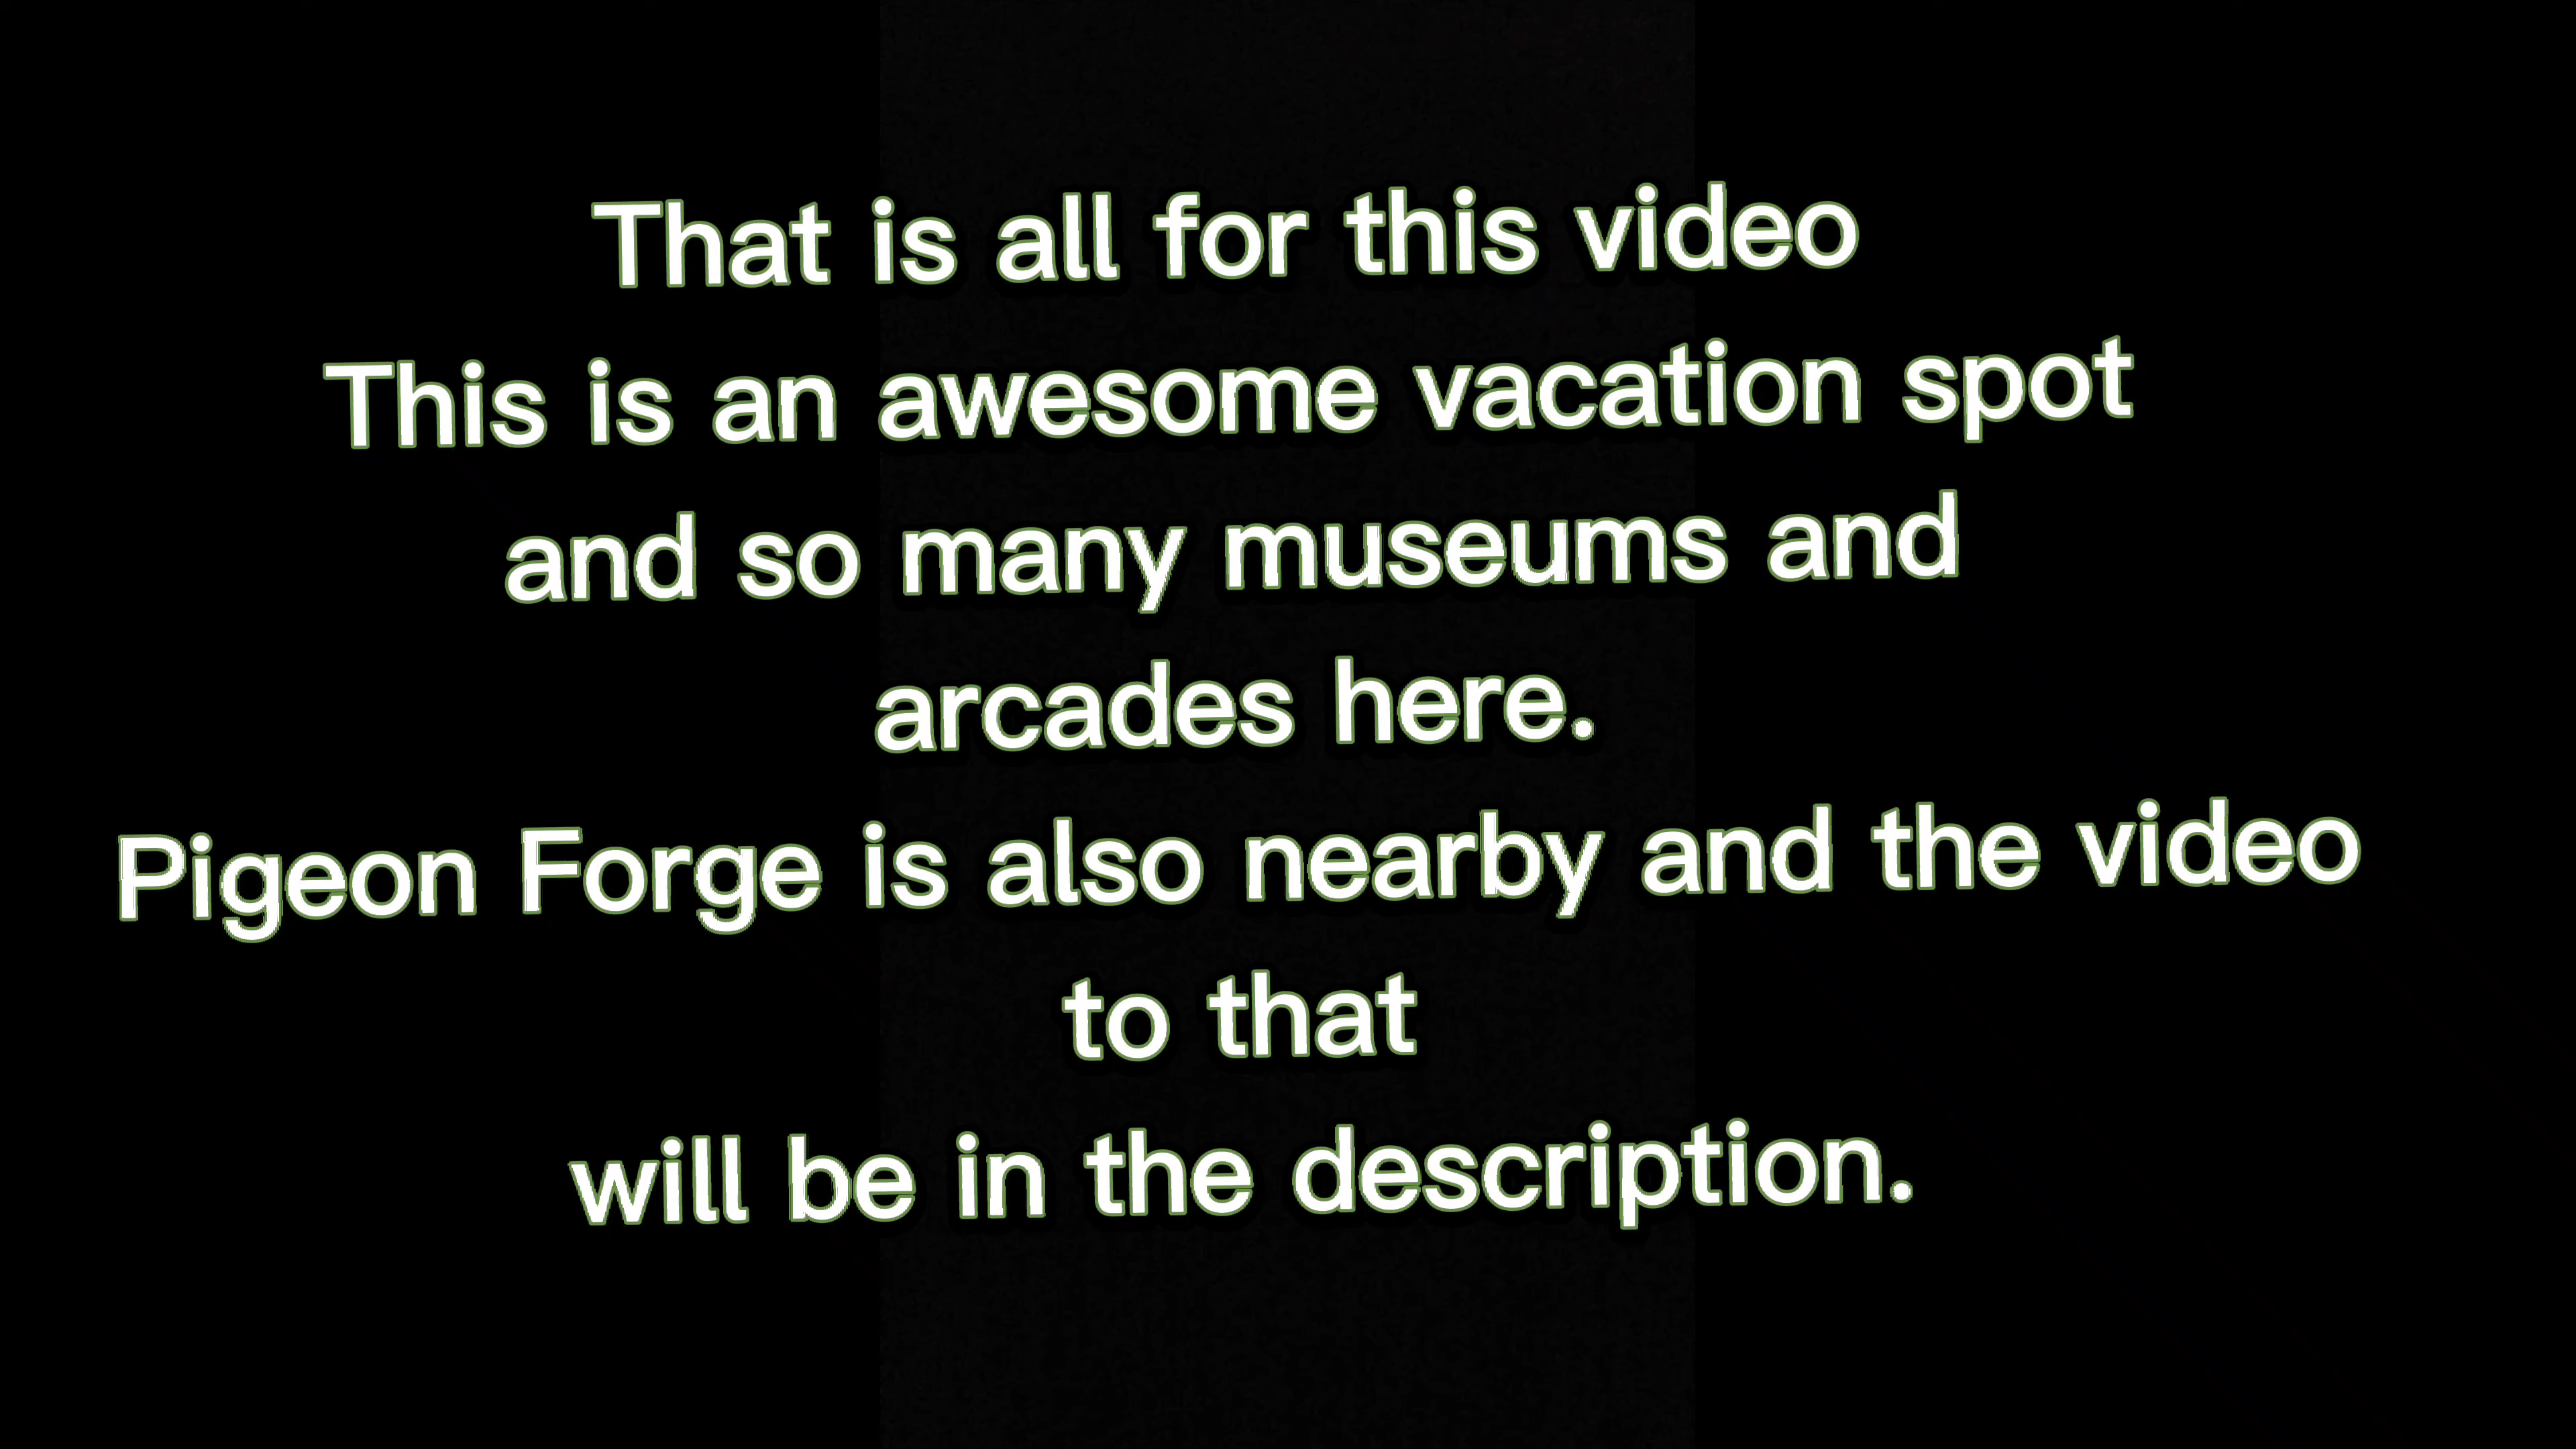 That is all for this video
This is an awesome vacation spot
and so many museums and
arcades here.
Pigeon Forge is also nearby and the video
to that
will be in the description.